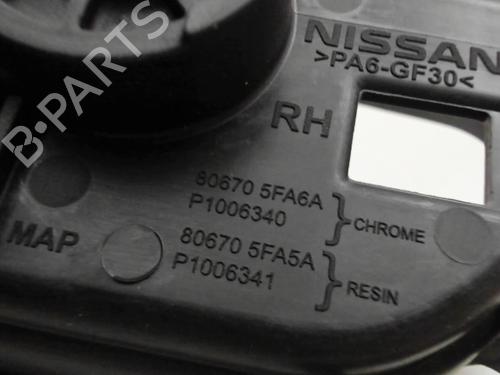 NISSAN
>PA6-GF30<
RH
80670 5FA6A
P1006340
CHROME
MAP
80670 5FA5A
P1006341
RESIN
B-PARTS